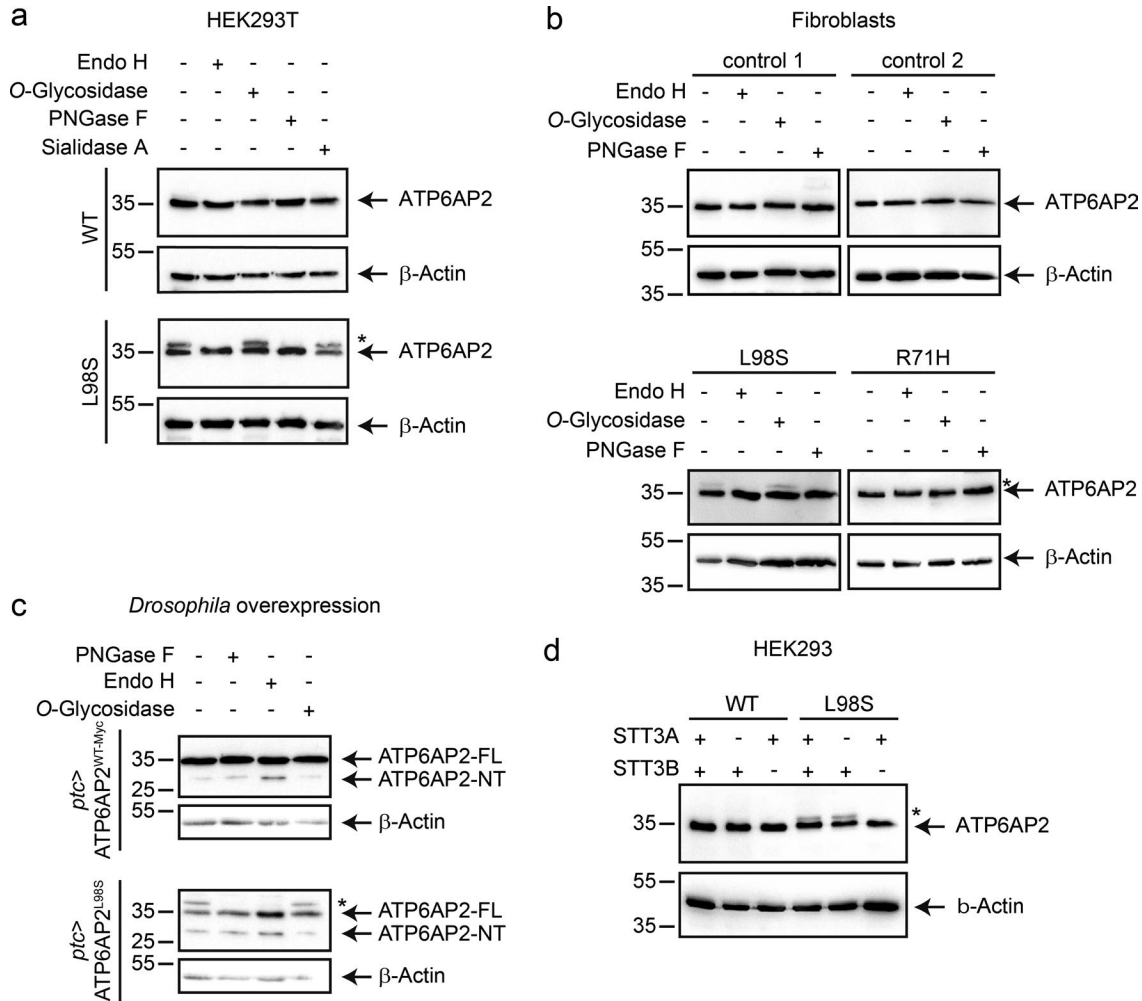 a
HEK293T
Endo H - + - - -
O-Glycosidase - - + - -
PNGase F - - - + -
Sialidase A - - - - +
WT
35
ATP6AP2
55
β-Actin
L98S
35
*
ATP6AP2
55
β-Actin
b
Fibroblasts
control 1 control 2
Endo H - + - - - + - -
O-Glycosidase - - + - - - + -
PNGase F - - - + - - - +
35
ATP6AP2
55
35
β-Actin
L98S R71H
Endo H - + - - - + - -
O-Glycosidase - - + - - - + -
PNGase F - - - + - - - +
35
*
ATP6AP2
55
35
β-Actin
c
Drosophila overexpression
PNGase F - + - -
Endo H - - + -
O-Glycosidase - - - +
ptc>
ATP6AP2WT-Myc
35
25
ATP6AP2-FL
ATP6AP2-NT
55
β-Actin
ptc>
ATP6AP2L98S
35
25
*
ATP6AP2-FL
ATP6AP2-NT
55
β-Actin
d
HEK293
WT L98S
STT3A + - + + - +
STT3B + + - + + -
35
*
ATP6AP2
55
35
b-Actin